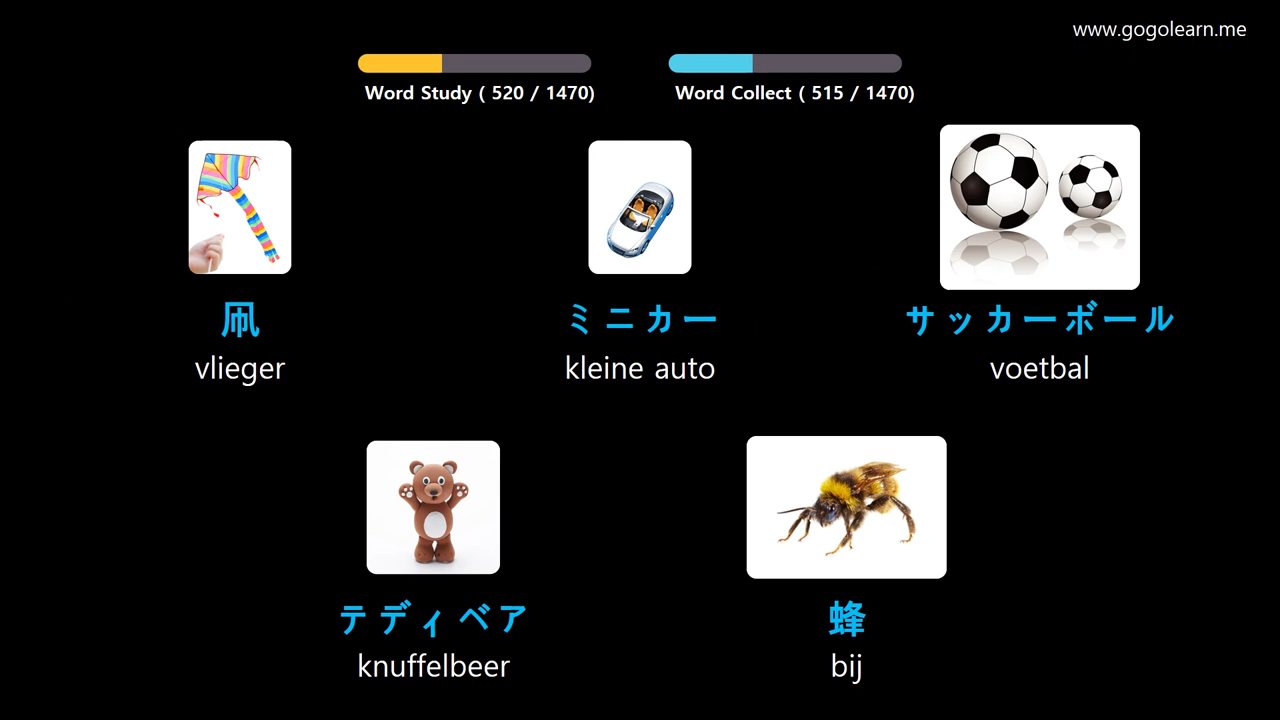 www.gogolearn.me
Word Study ( 520 / 1470)
Word Collect ( 515 / 1470)
凧
vlieger
ミニカー
kleine auto
サッカーボール
voetbal
テディベア
knuffelbeer
蜂
bij